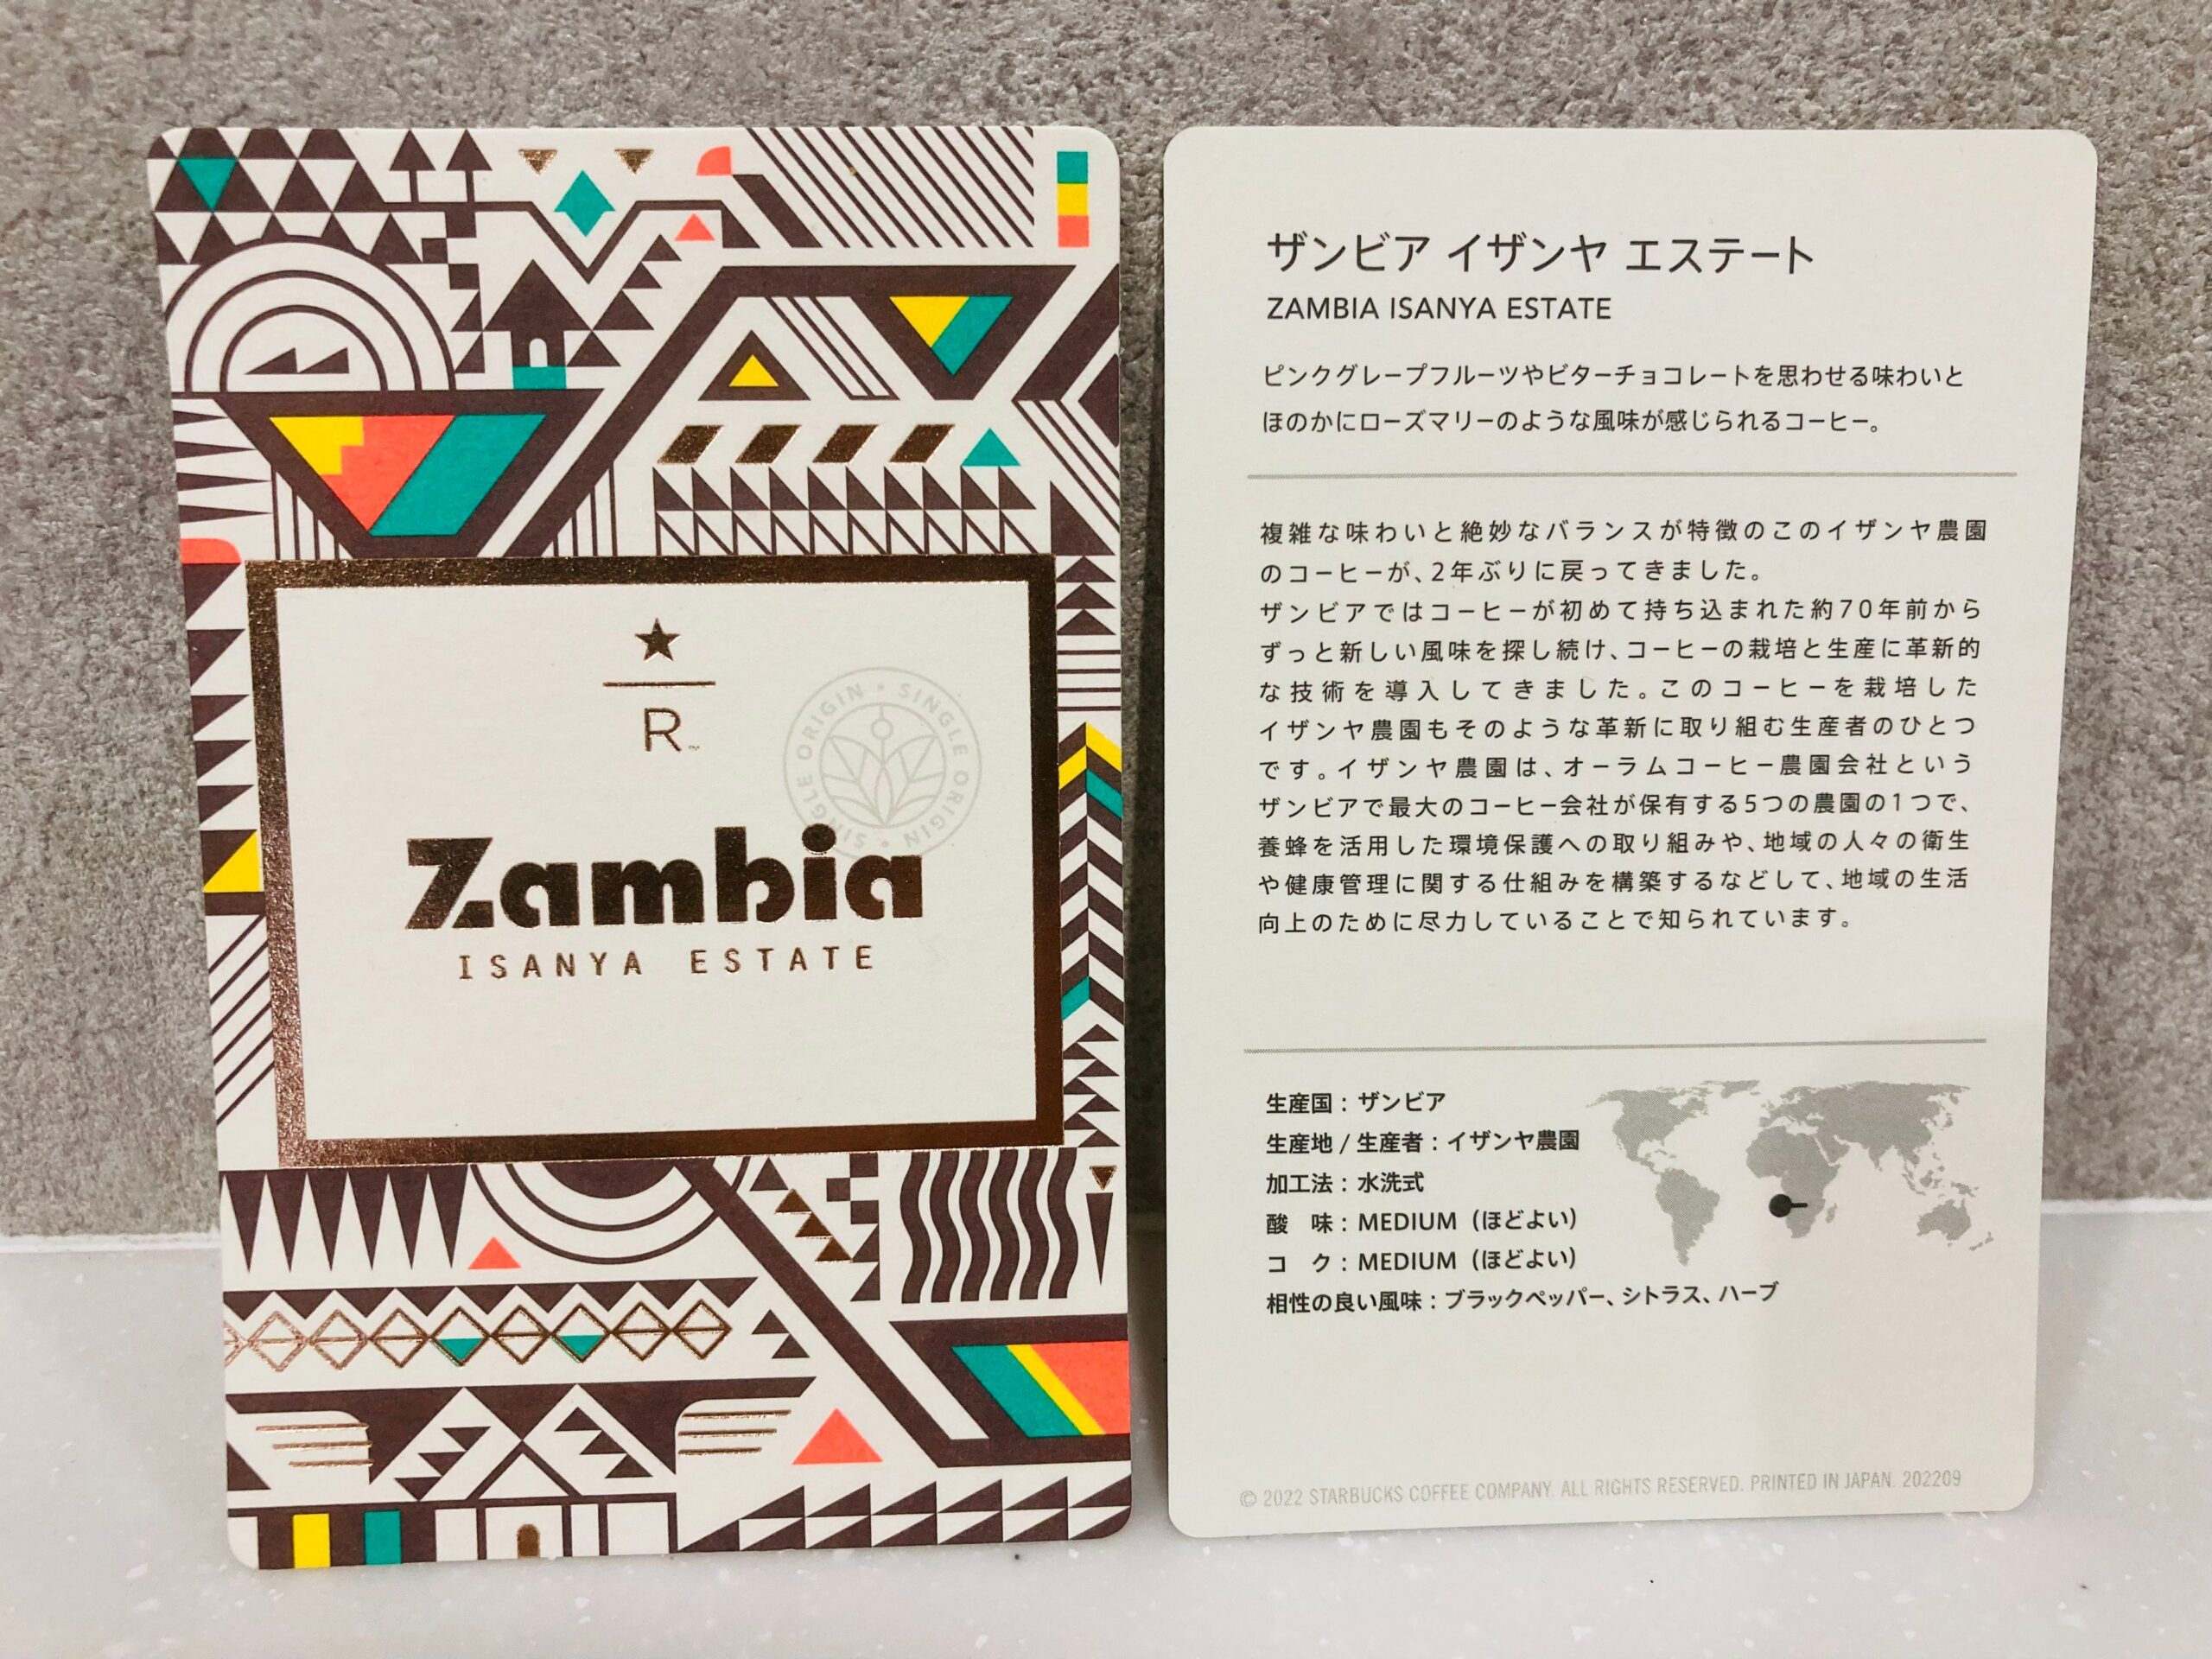 ★
R™
SINGLE ORIGIN • SINGLE ORIGIN • SINGLE ORIGIN •
Zambia
ISANYA ESTATE
ザンビア イザンヤ エステート
ZAMBIA ISANYA ESTATE
ピンクグレープフルーツやビターチョコレートを思わせる味わいと
ほのかにローズマリーのような風味が感じられるコーヒー。
複雑な味わいと絶妙なバランスが特徴のこのイザンヤ農園
のコーヒーが、2年ぶりに戻ってきました。
ザンビアではコーヒーが初めて持ち込まれた約70年前から
ずっと新しい風味を探し続け、コーヒーの栽培と生産に革新的
な技術を導入してきました。このコーヒーを栽培した
イザンヤ農園もそのような革新に取り組む生産者のひとつ
です。イザンヤ農園は、オーラムコーヒー農園会社という
ザンビアで最大のコーヒー会社が保有する5つの農園の1つで、
養蜂を活用した環境保護への取り組みや、地域の人々の衛生
や健康管理に関する仕組みを構築するなどして、地域の生活
向上のために尽力していることで知られています。
生産国：ザンビア
生産地 / 生産者：イザンヤ農園
加工法：水洗式
酸　味：MEDIUM（ほどよい）
コ　ク：MEDIUM（ほどよい）
相性の良い風味：ブラックペッパー、シトラス、ハーブ
© 2022 STARBUCKS COFFEE COMPANY. ALL RIGHTS RESERVED. PRINTED IN JAPAN. 202209